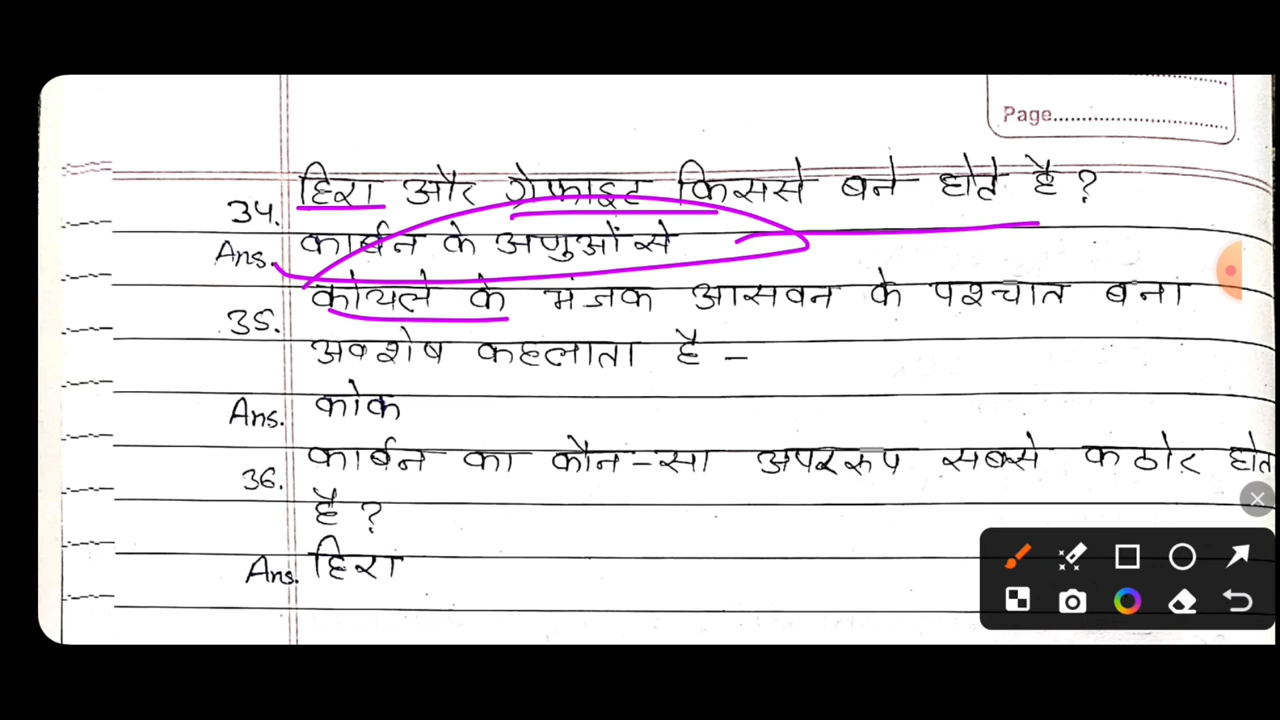 Page
34. हिरा और ग्रेफाइट किससे बने होते है ?
Ans. कार्बन के अणुओं से
35. कोयले के भंजक आसवन के पश्चात बना
अवशेष कहलाता है –
Ans. कोक
36. कार्बन का कौन-सा अपररुप सबसे कठोर होत
है ?
Ans. हिरा